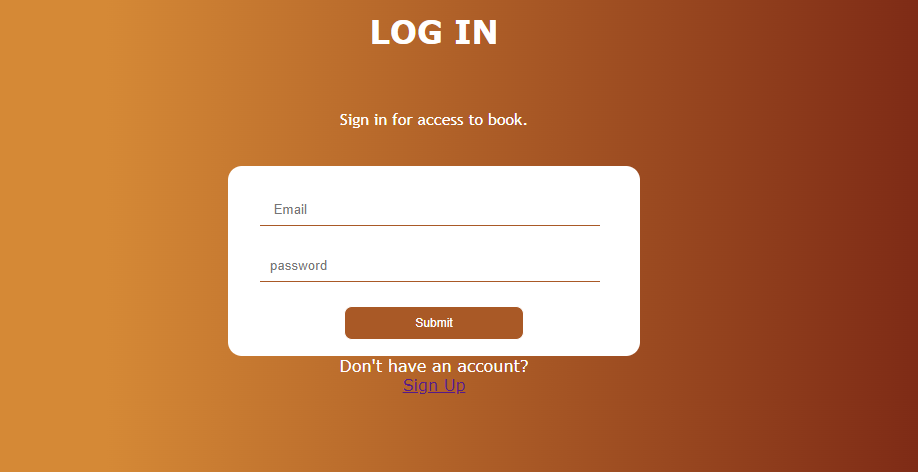 LOG IN
Sign in for access to book.
Email
password
Submit
Don't have an account?
Sign Up